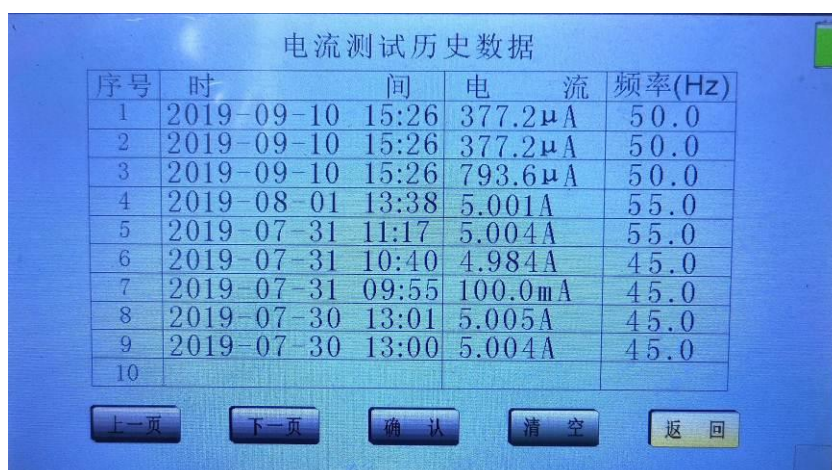 电流测试历史数据
序号 时间 电流 频率(Hz)
1 2019-09-10 15:26 377.2μA 50.0
2 2019-09-10 15:26 377.2μA 50.0
3 2019-09-10 15:26 793.6μA 50.0
4 2019-08-01 13:38 5.001A 55.0
5 2019-07-31 11:17 5.004A 55.0
6 2019-07-31 10:40 4.984A 45.0
7 2019-07-31 09:55 100.0mA 45.0
8 2019-07-30 13:01 5.005A 45.0
9 2019-07-30 13:00 5.004A 45.0
10
上一页 下一页 确认 清空 返回